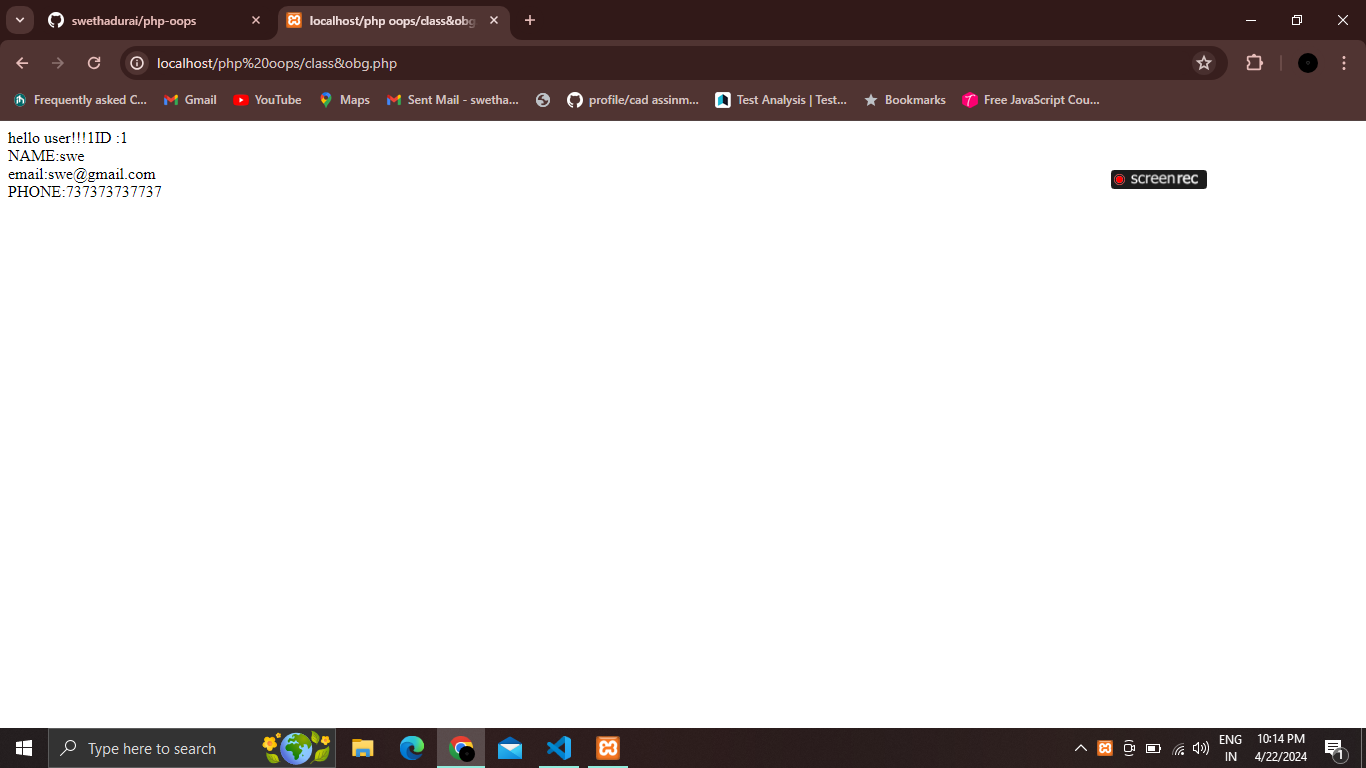 swethadurai/php-oops
localhost/php oops/class&obg
localhost/php%20oops/class&obg.php
Frequently asked C...
Gmail
YouTube
Maps
Sent Mail - swetha...
profile/cad assinm...
Test Analysis | Test...
Bookmarks
Free JavaScript Cou...
hello user!!!1ID :1
NAME:swe
email:swe@gmail.com
PHONE:737373737737
screenrec
Type here to search
ENG
IN
10:14 PM
4/22/2024
1